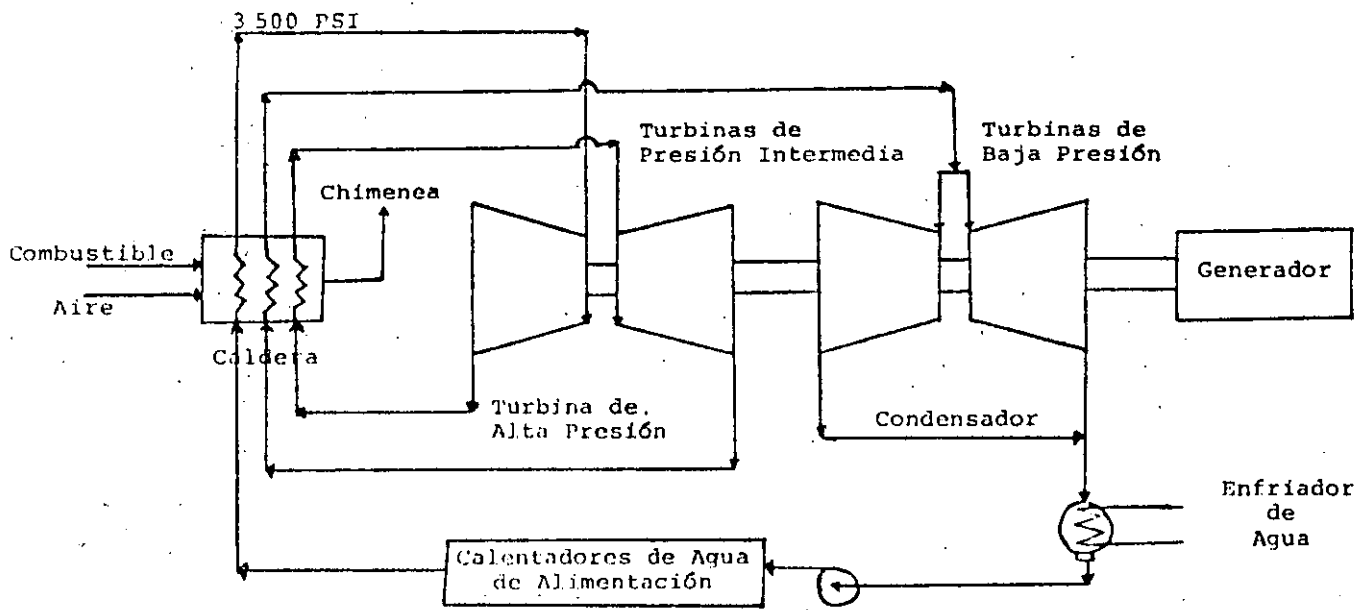 3 500 PSI
Turbinas de
Presión Intermedia
Turbinas de
Baja Presión
Chimenea
Combustible
Aire
Caldera
Generador
Turbina de.
Alta Presión
Condensador
Enfriador
de
Agua
Calentadores de Agua
de Alimentación